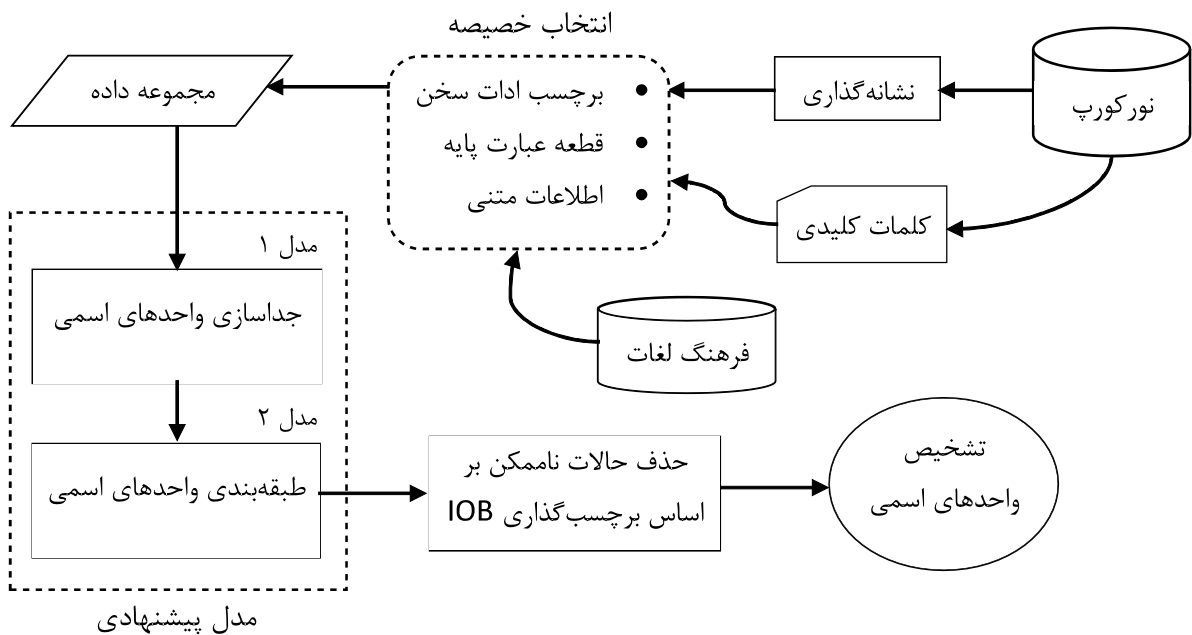 انتخاب خصیصه
نورکورپ
نشانه‌گذاری
کلمات کلیدی
برچسب ادات سخن
قطعه عبارت پایه
اطلاعات متنی
فرهنگ لغات
مجموعه داده
مدل ۱
جداسازی واحدهای اسمی
مدل ۲
طبقه‌بندی واحدهای اسمی
مدل پیشنهادی
حذف حالات ناممکن بر
اساس برچسب‌گذاری IOB
تشخیص
واحدهای اسمی